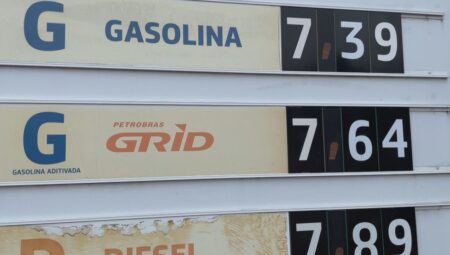 G GASOLINA 7,39
PETROBRAS
G GRID 7,64
GASOLINA ADITIVADA
D DIESEL 7,89